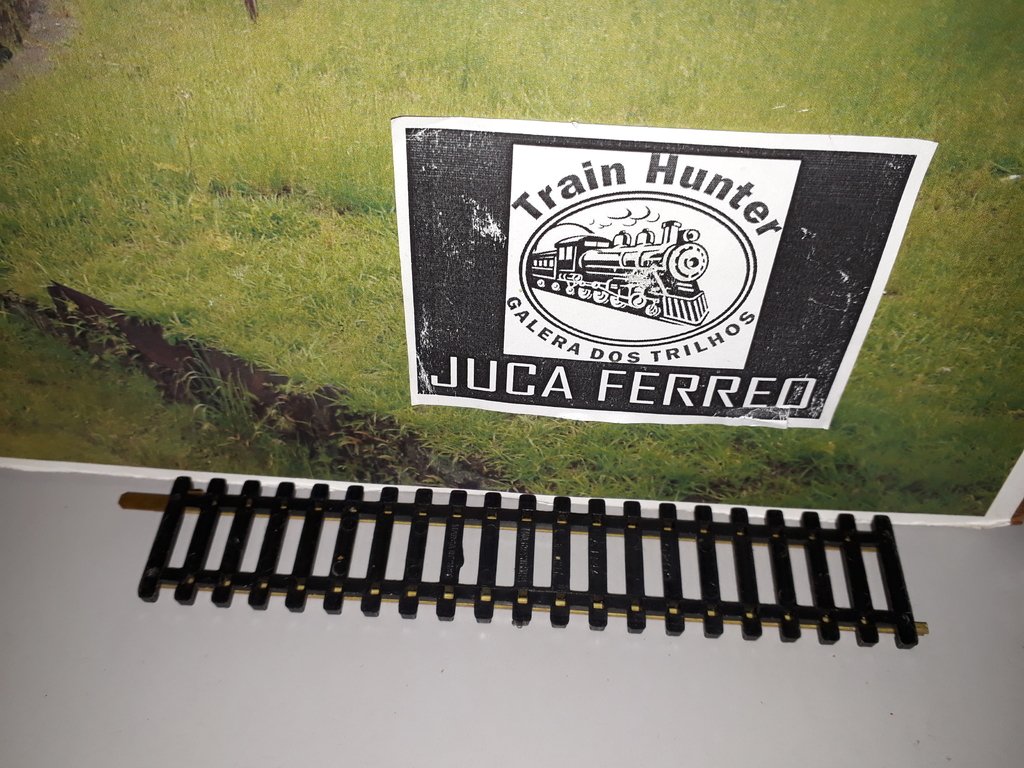 Train Hunter
GALERA DOS TRILHOS
JUCA FERREO